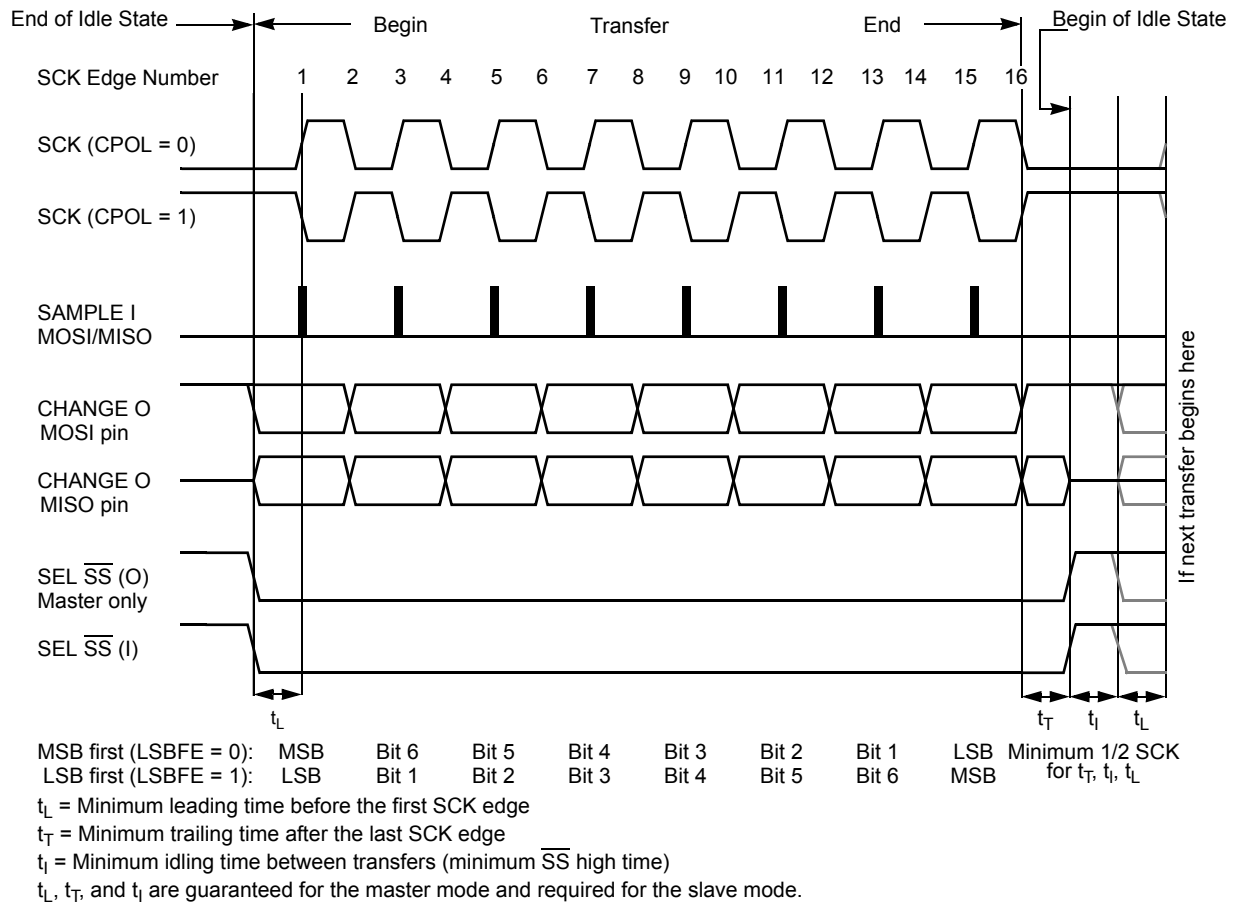 End of Idle State
Begin
Transfer
End
Begin of Idle State
SCK Edge Number
1 2 3 4 5 6 7 8 9 10 11 12 13 14 15 16
SCK (CPOL = 0)
SCK (CPOL = 1)
SAMPLE I
MOSI/MISO
CHANGE O
MOSI pin
CHANGE O
MISO pin
SEL SS (O)
Master only
SEL SS (I)
If next transfer begins here
tL
tT tI tL
MSB first (LSBFE = 0): MSB Bit 6 Bit 5 Bit 4 Bit 3 Bit 2 Bit 1 LSB Minimum 1/2 SCK
LSB first (LSBFE = 1): LSB Bit 1 Bit 2 Bit 3 Bit 4 Bit 5 Bit 6 MSB for tT, tI, tL
tL = Minimum leading time before the first SCK edge
tT = Minimum trailing time after the last SCK edge
tI = Minimum idling time between transfers (minimum SS high time)
tL, tT, and tI are guaranteed for the master mode and required for the slave mode.